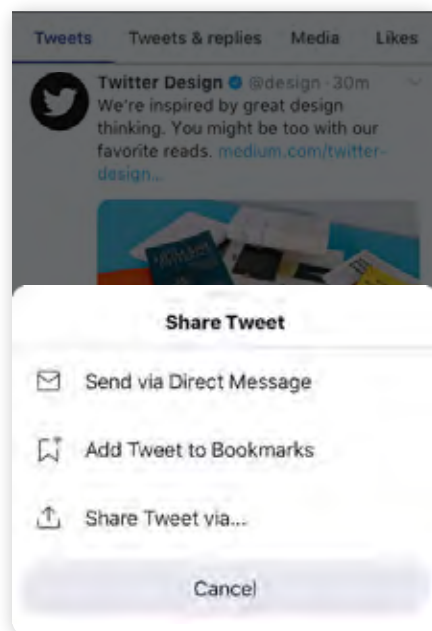 Tweets Tweets & replies Media Likes
Twitter Design @design · 30m
We're inspired by great design
thinking. You might be too with our
favorite reads. medium.com/twitter-
design...
Share Tweet
Send via Direct Message
Add Tweet to Bookmarks
Share Tweet via...
Cancel